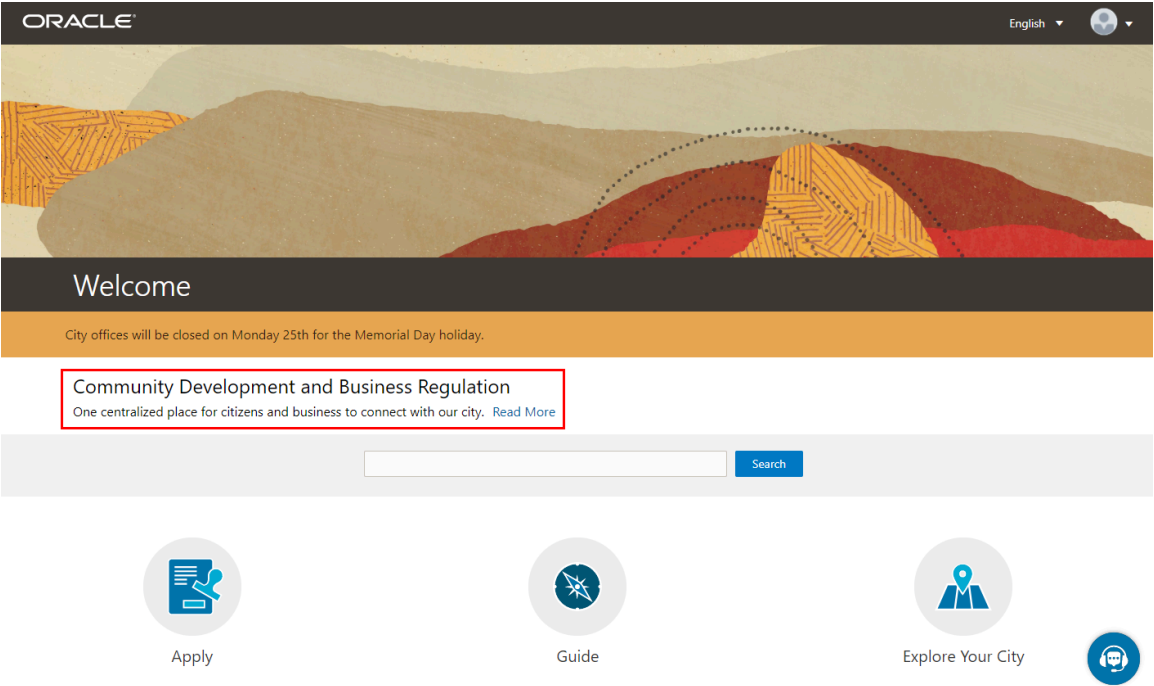 ORACLE
English
Welcome
City offices will be closed on Monday 25th for the Memorial Day holiday.
Community Development and Business Regulation
One centralized place for citizens and business to connect with our city. Read More
Search
Apply
Guide
Explore Your City